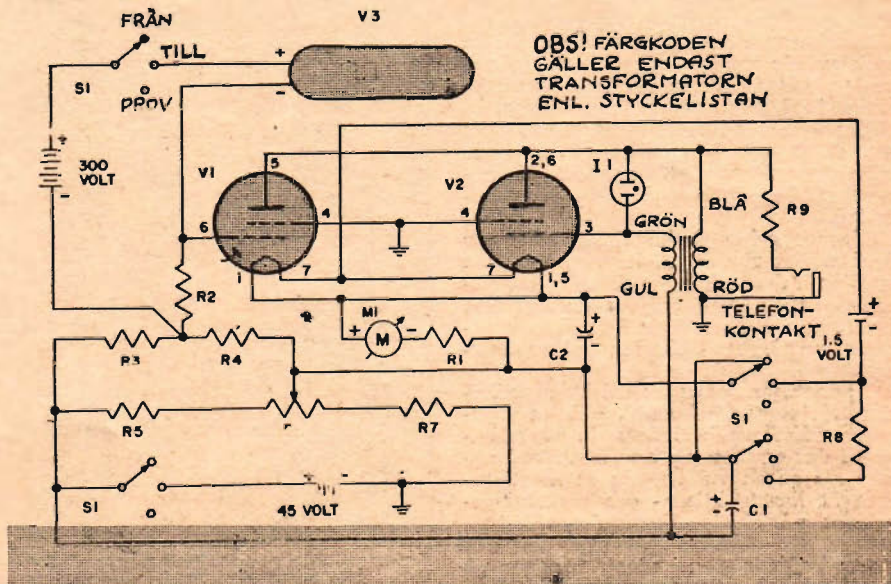 FRÅN
V3
TILL
S1
PROV
OBS! FÄRGKODEN
GÄLLER ENDAST
TRANSFORMATORN
ENL. STYCKELISTAN
+
-
+
300
VOLT
-
V1
5
6
4
1
7
V2
2,6
4
3
7
1,5
I1
GRÖN
BLÅ
GUL
RÖD
R9
TELEFON-
KONTAKT
+
-
1.5
VOLT
R2
R3
R4
M1
+
M
-
R1
C2
+
-
R5
R7
S1
R8
S1
+
-
45 VOLT
+
-
C1